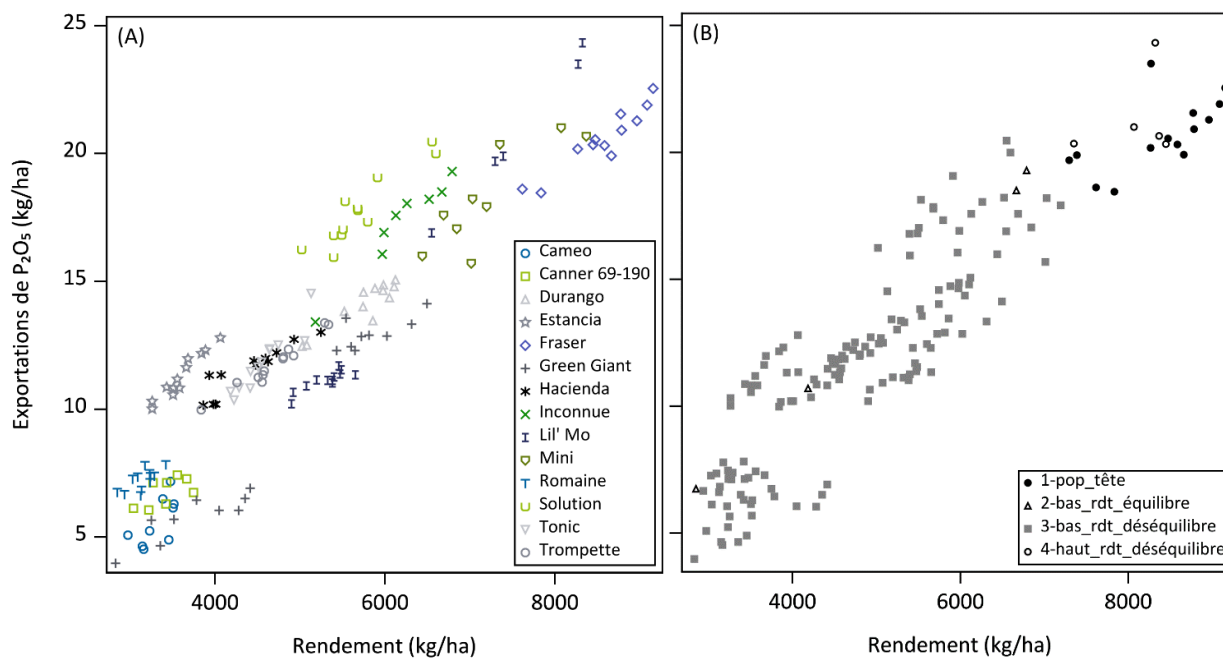 (A)
(B)
Exportations de P₂O₅ (kg/ha)
25
20
15
10
5
Cameo
Canner 69-190
Durango
Estancia
Fraser
Green Giant
Hacienda
Inconnue
Lil' Mo
Mini
Romaine
Solution
Tonic
Trompette
1-pop_tête
2-bas_rdt_équilibre
3-bas_rdt_déséquilibre
4-haut_rdt_déséquilibre
4000 6000 8000
4000 6000 8000
Rendement (kg/ha)
Rendement (kg/ha)